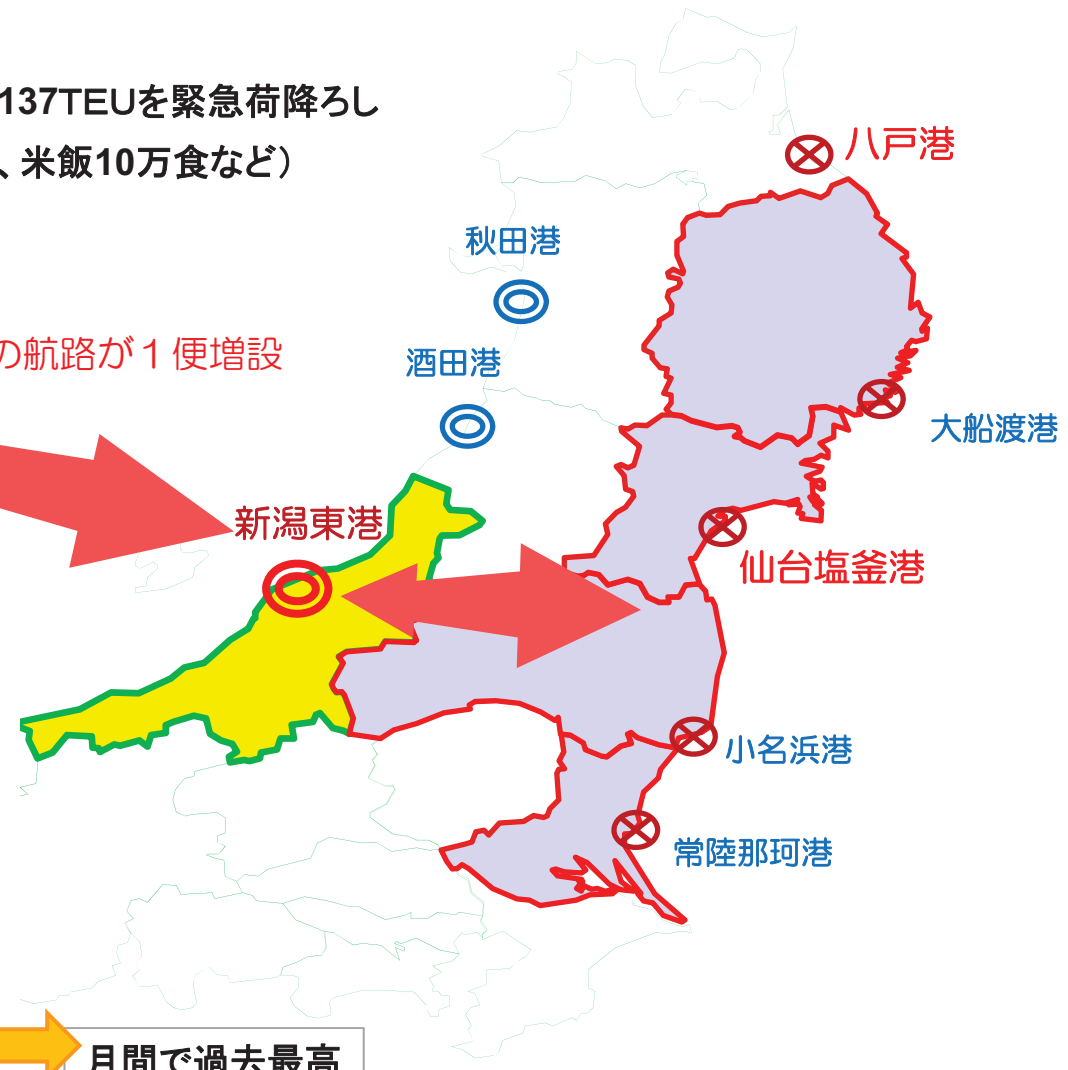 137TEUを緊急荷降ろし
、米飯10万食など）
八戸港
秋田港
の航路が１便増設
酒田港
大船渡港
新潟東港
仙台塩釜港
小名浜港
常陸那珂港
月間で過去最高